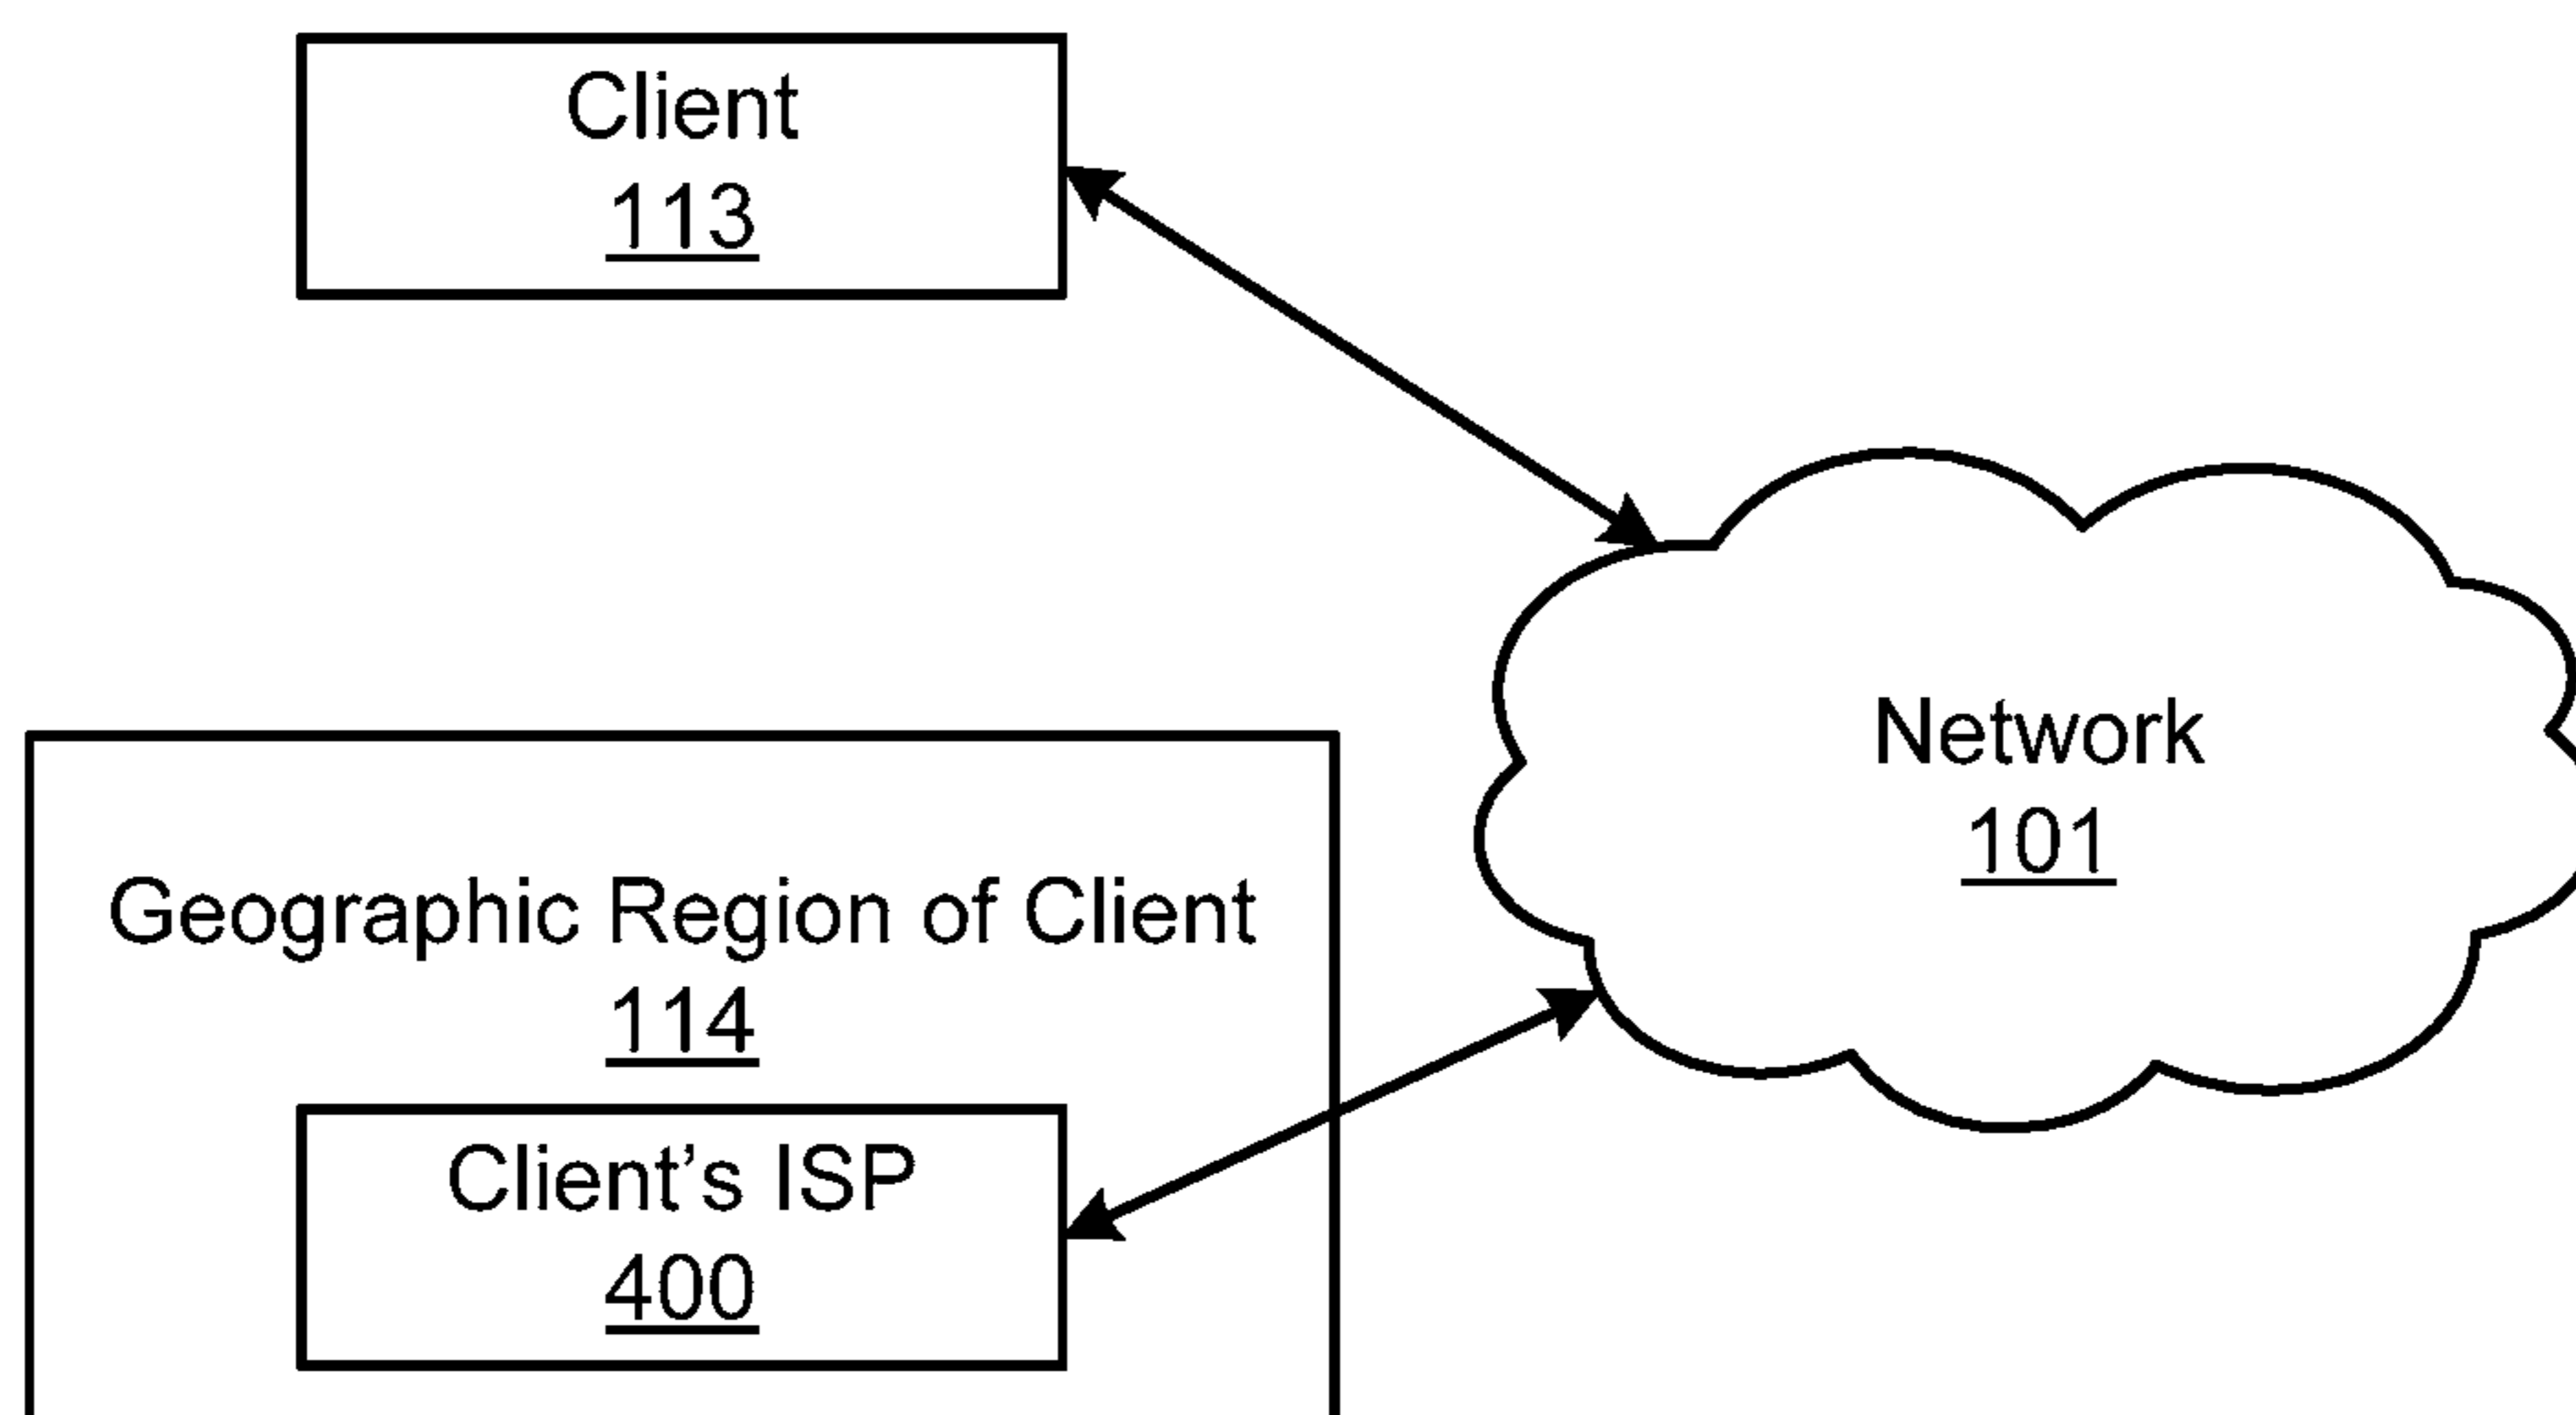 Client
113
Network
101
Geographic Region of Client
114
Client’s ISP
400